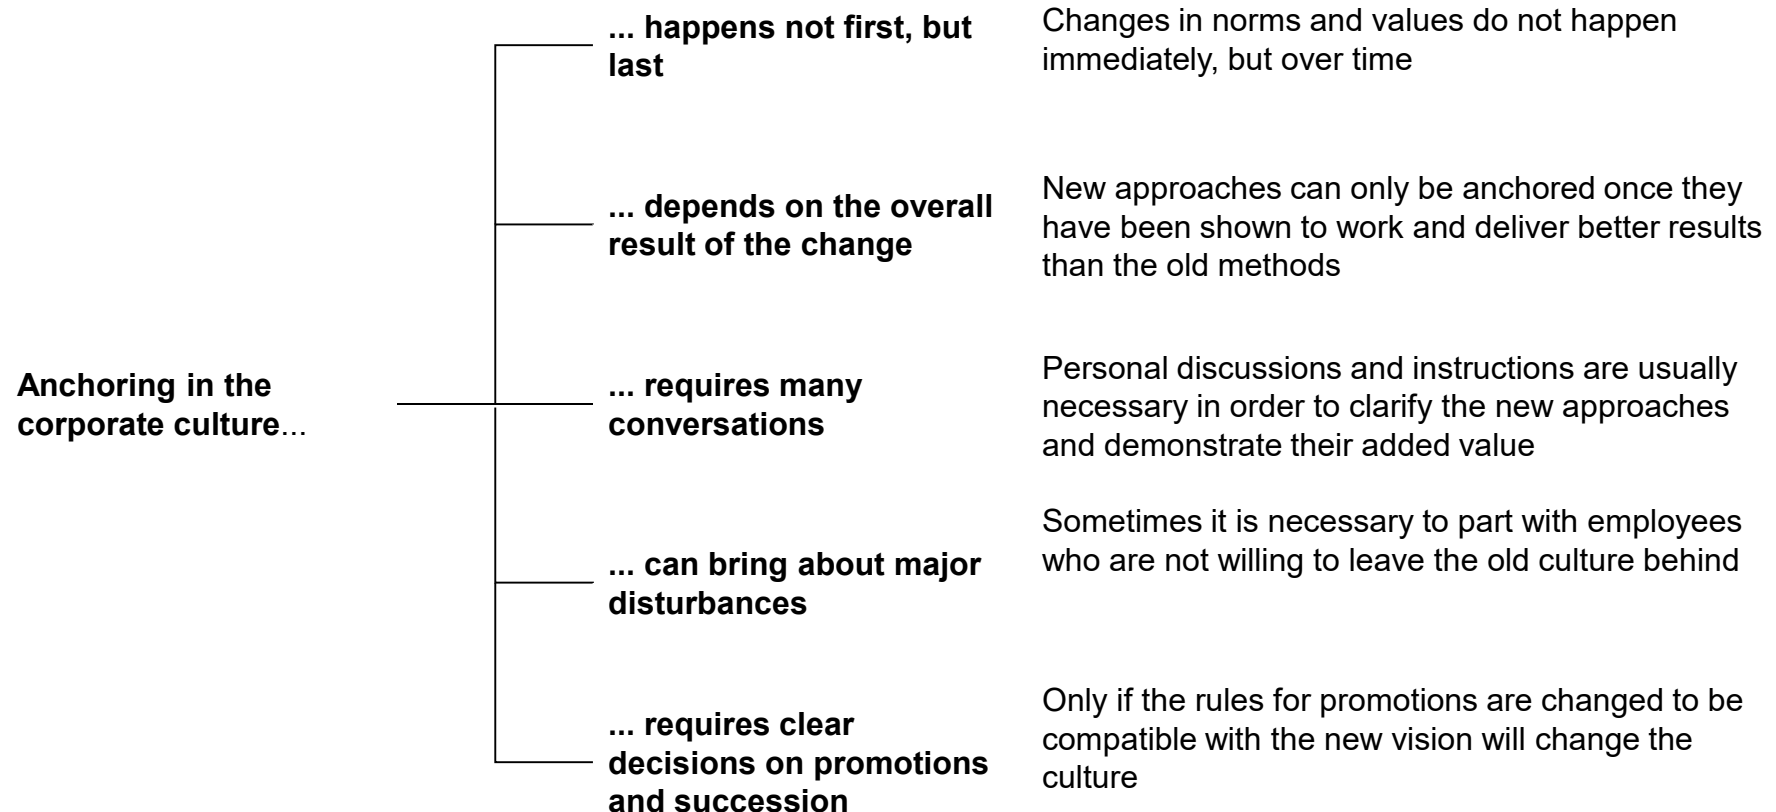 ... happens not first, but
last
Changes in norms and values do not happen
immediately, but over time
... depends on the overall
result of the change
New approaches can only be anchored once they
have been shown to work and deliver better results
than the old methods
Anchoring in the
corporate culture...
... requires many
conversations
Personal discussions and instructions are usually
necessary in order to clarify the new approaches
and demonstrate their added value
... can bring about major
disturbances
Sometimes it is necessary to part with employees
who are not willing to leave the old culture behind
... requires clear
decisions on promotions
and succession
Only if the rules for promotions are changed to be
compatible with the new vision will change the
culture